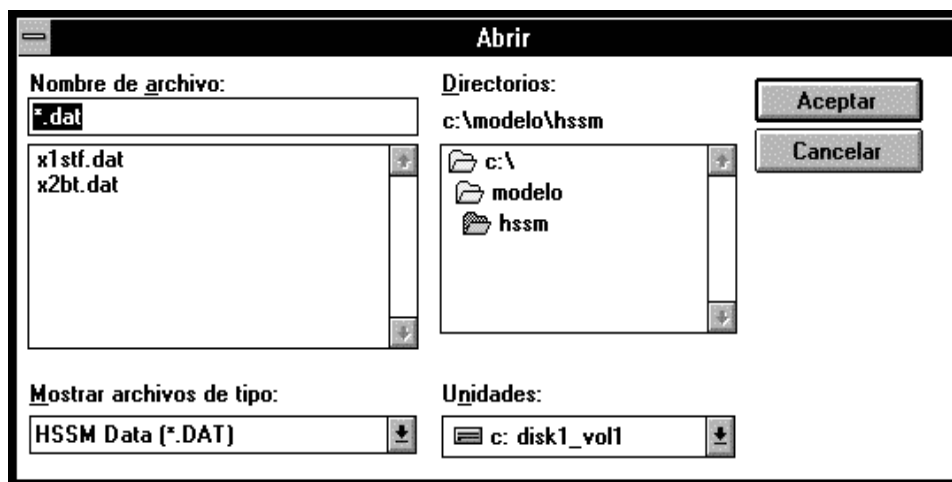 Abrir
Nombre de archivo:
*.dat
x1stf.dat
x2bt.dat
Directorios:
c:\modelo\hssm
c:\
modelo
hssm
Aceptar
Cancelar
Mostrar archivos de tipo:
HSSM Data (*.DAT)
Unidades:
c: disk1_vol1